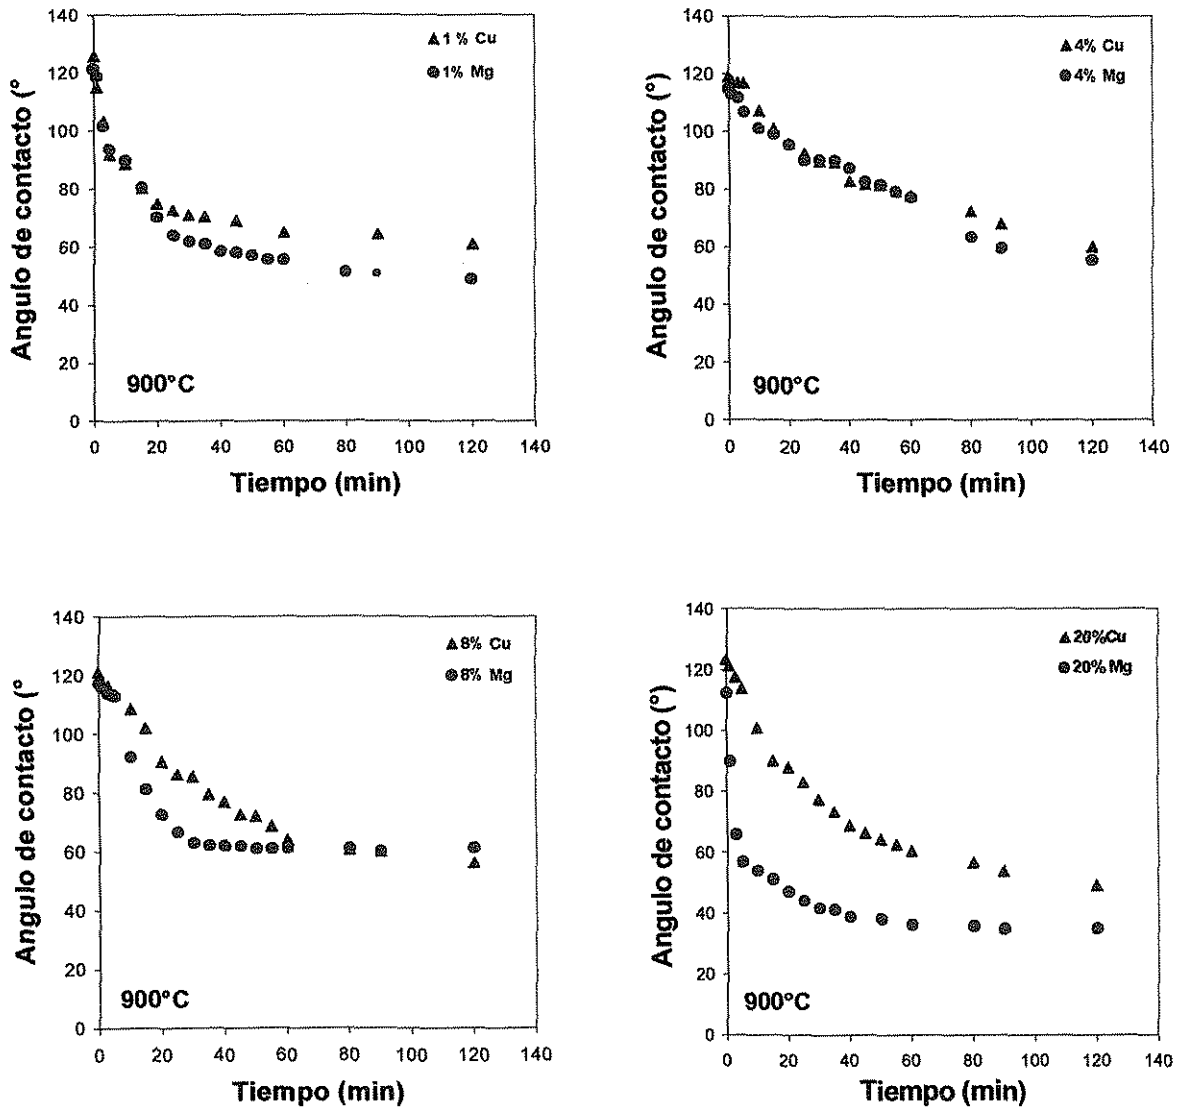 140
120
100
80
60
40
20
0
Angulo de contacto (°
▲ 1 % Cu
● 1% Mg
900°C
0 20 40 60 80 100 120 140
Tiempo (min)
140
120
100
80
60
40
20
0
Angulo de contacto (°)
▲ 4% Cu
● 4% Mg
900°C
0 20 40 60 80 100 120 140
Tiempo (min)
140
120
100
80
60
40
20
0
Angulo de contacto (°
▲ 8% Cu
● 8% Mg
900°C
0 20 40 60 80 100 120 140
Tiempo (min)
140
120
100
80
60
40
20
0
Angulo de contacto (°)
▲ 20%Cu
● 20% Mg
900°C
0 20 40 60 80 100 120 140
Tiempo (min)